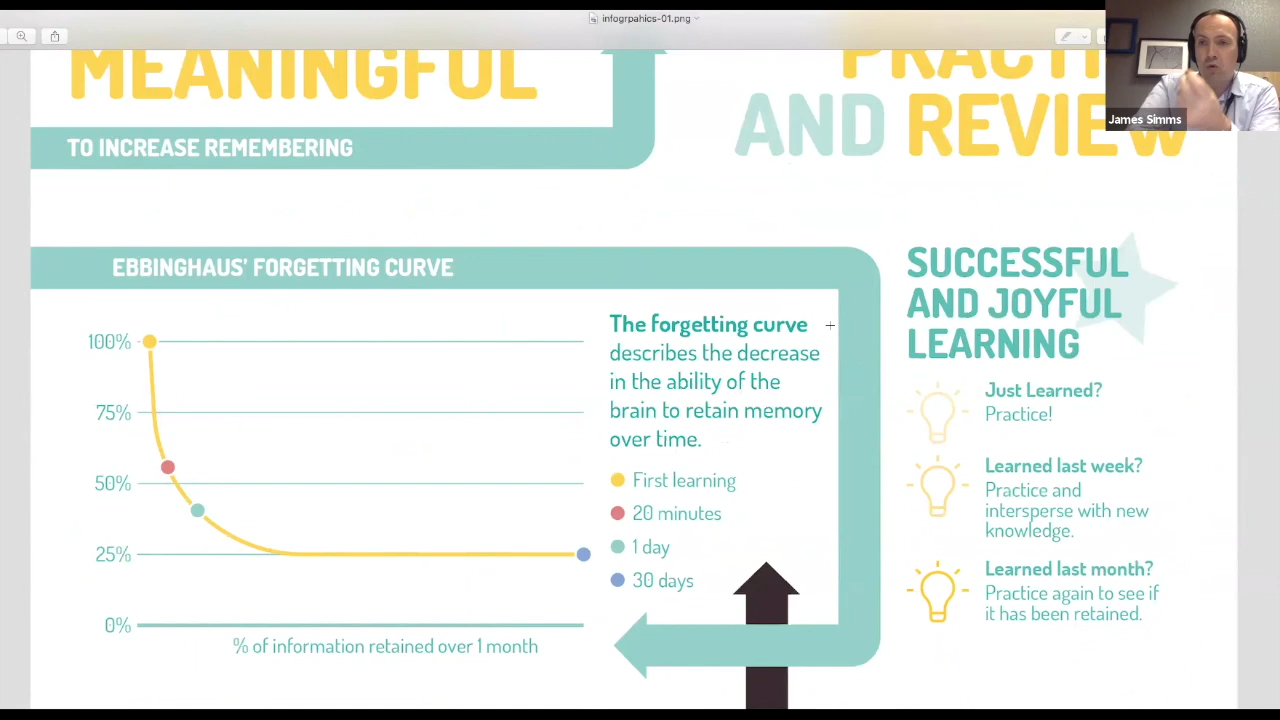 infogrpahics-01.png
MEANINGFUL
TO INCREASE REMEMBERING
AND REVIEW
James Simms
EBBINGHAUS' FORGETTING CURVE
100%
75%
50%
25%
0%
% of information retained over 1 month
The forgetting curve
describes the decrease
in the ability of the
brain to retain memory
over time.
First learning
20 minutes
1 day
30 days
SUCCESSFUL
AND JOYFUL
LEARNING
Just Learned?
Practice!
Learned last week?
Practice and
intersperse with new
knowledge.
Learned last month?
Practice again to see if
it has been retained.